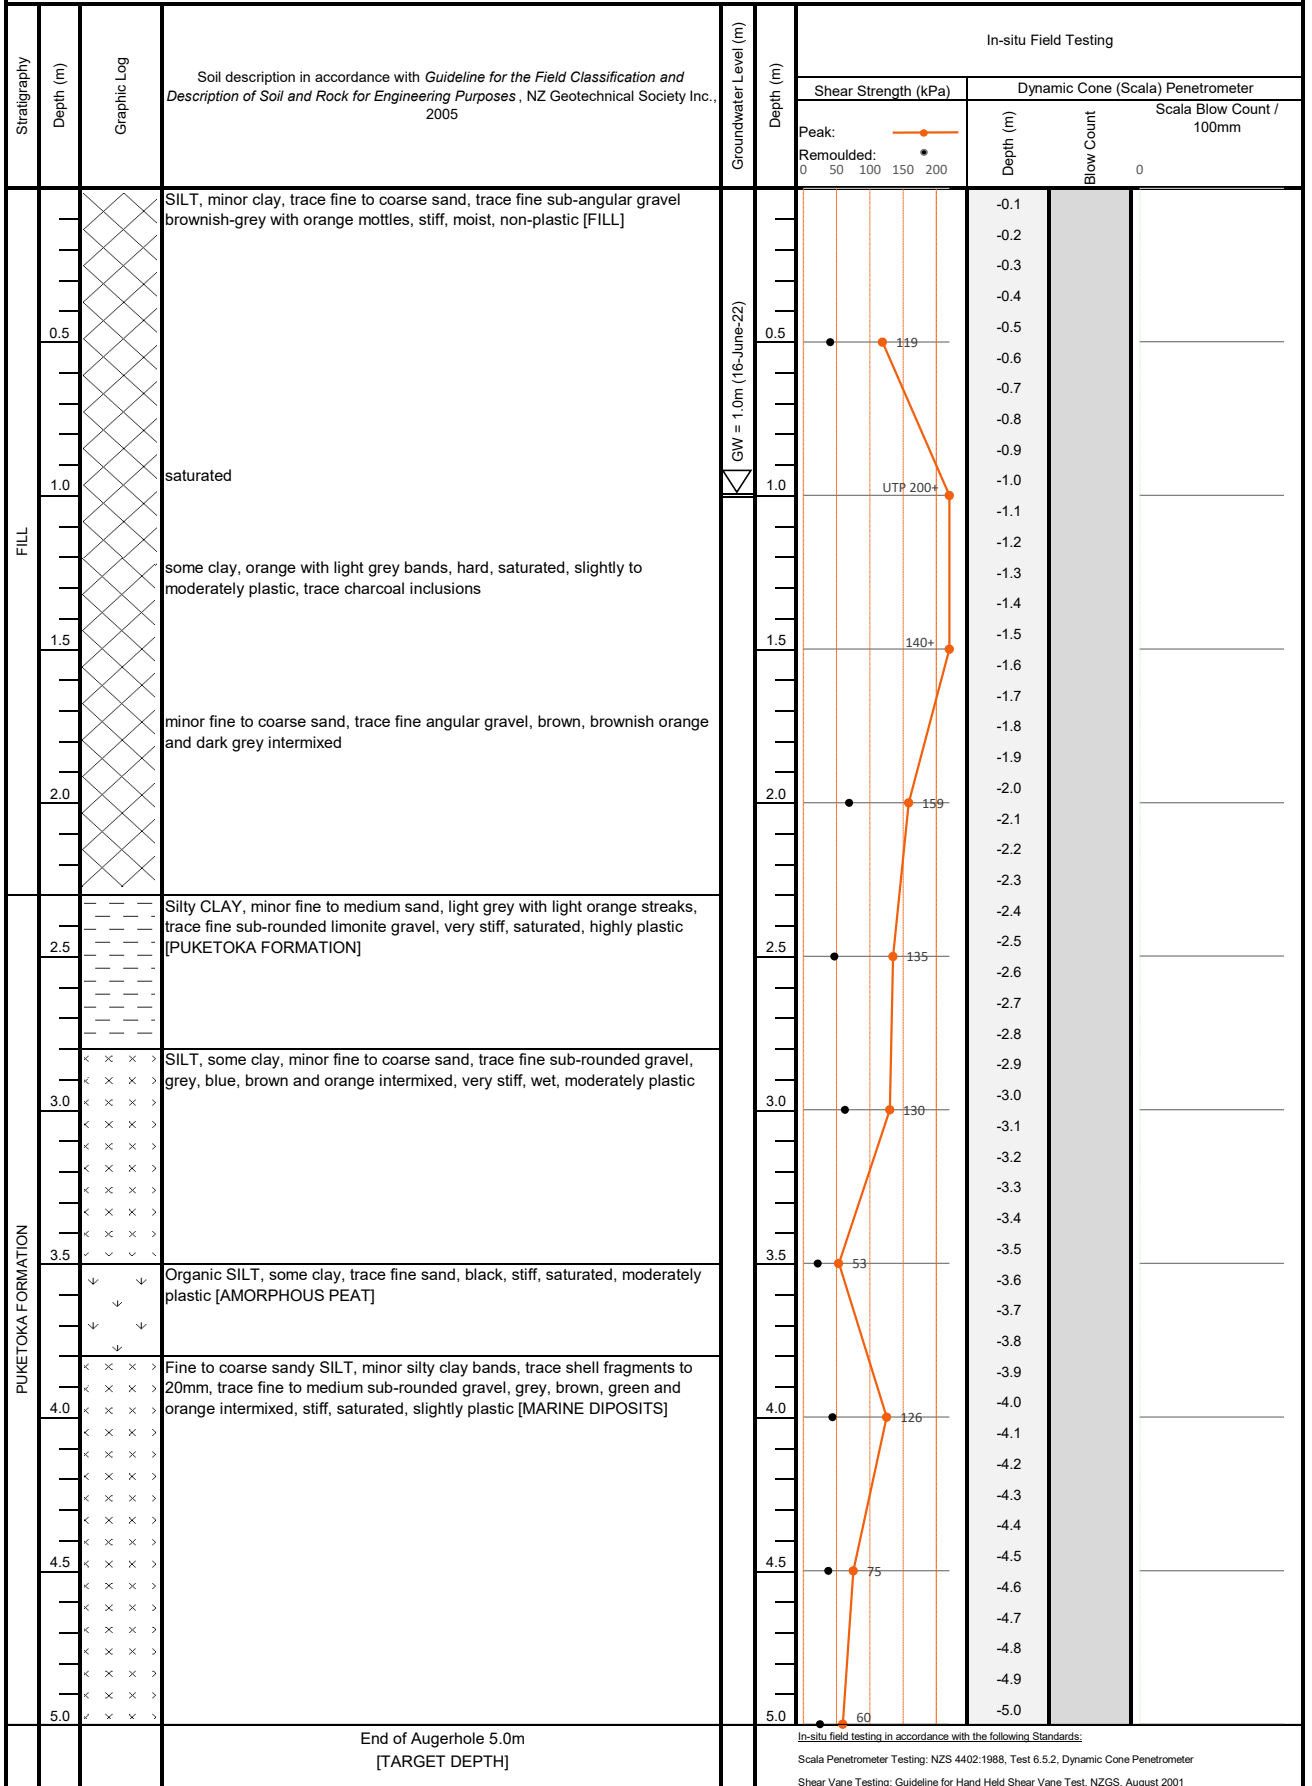 Stratigraphy
Depth (m)
Graphic Log
Soil description in accordance with Guideline for the Field Classification and
Description of Soil and Rock for Engineering Purposes , NZ Geotechnical Society Inc.,
2005
Groundwater Level (m)
Depth (m)
In-situ Field Testing
Shear Strength (kPa)
Peak:
Remoulded:
0 50 100 150 200
Dynamic Cone (Scala) Penetrometer
Depth (m)
Blow Count
Scala Blow Count /
100mm
0
FILL
PUKETOKA FORMATION
0.5
1.0
1.5
2.0
2.5
3.0
3.5
4.0
4.5
5.0
SILT, minor clay, trace fine to coarse sand, trace fine sub-angular gravel
brownish-grey with orange mottles, stiff, moist, non-plastic [FILL]
saturated
some clay, orange with light grey bands, hard, saturated, slightly to
moderately plastic, trace charcoal inclusions
minor fine to coarse sand, trace fine angular gravel, brown, brownish orange
and dark grey intermixed
Silty CLAY, minor fine to medium sand, light grey with light orange streaks,
trace fine sub-rounded limonite gravel, very stiff, saturated, highly plastic
[PUKETOKA FORMATION]
SILT, some clay, minor fine to coarse sand, trace fine sub-rounded gravel,
grey, blue, brown and orange intermixed, very stiff, wet, moderately plastic
Organic SILT, some clay, trace fine sand, black, stiff, saturated, moderately
plastic [AMORPHOUS PEAT]
Fine to coarse sandy SILT, minor silty clay bands, trace shell fragments to
20mm, trace fine to medium sub-rounded gravel, grey, brown, green and
orange intermixed, stiff, saturated, slightly plastic [MARINE DIPOSITS]
End of Augerhole 5.0m
[TARGET DEPTH]
GW = 1.0m (16-June-22)
0.5
1.0
1.5
2.0
2.5
3.0
3.5
4.0
4.5
5.0
119
UTP 200+
140+
159
135
130
53
126
75
60
-0.1
-0.2
-0.3
-0.4
-0.5
-0.6
-0.7
-0.8
-0.9
-1.0
-1.1
-1.2
-1.3
-1.4
-1.5
-1.6
-1.7
-1.8
-1.9
-2.0
-2.1
-2.2
-2.3
-2.4
-2.5
-2.6
-2.7
-2.8
-2.9
-3.0
-3.1
-3.2
-3.3
-3.4
-3.5
-3.6
-3.7
-3.8
-3.9
-4.0
-4.1
-4.2
-4.3
-4.4
-4.5
-4.6
-4.7
-4.8
-4.9
-5.0
In-situ field testing in accordance with the following Standards:
Scala Penetrometer Testing: NZS 4402:1988, Test 6.5.2, Dynamic Cone Penetrometer
Shear Vane Testing: Guideline for Hand Held Shear Vane Test, NZGS, August 2001